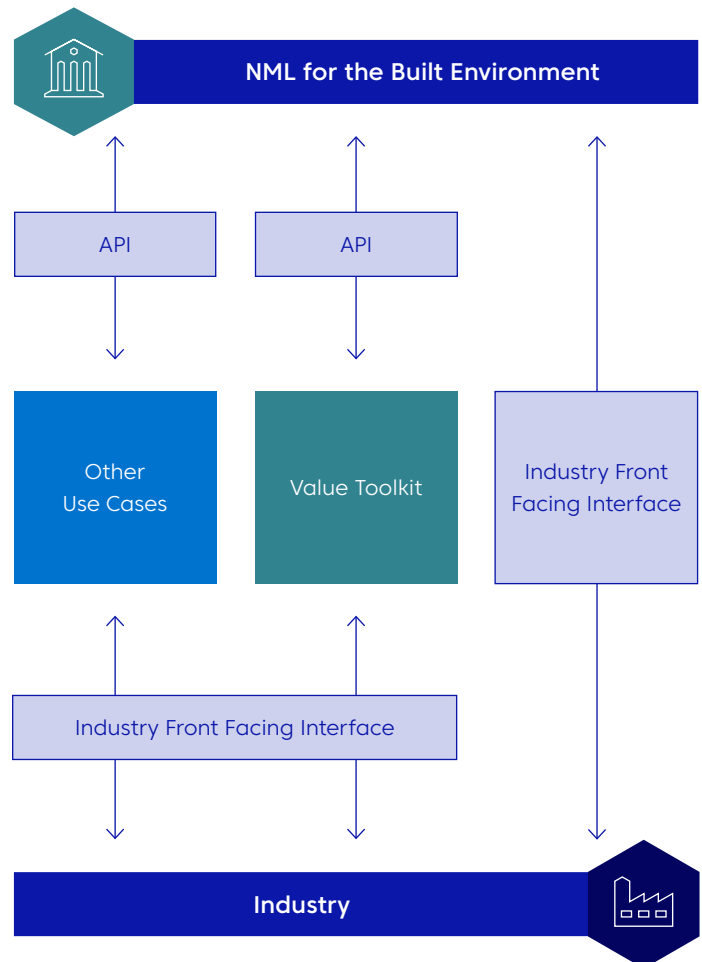 NML for the Built Environment
API
API
Other
Use Cases
Value Toolkit
Industry Front
Facing Interface
Industry Front Facing Interface
Industry